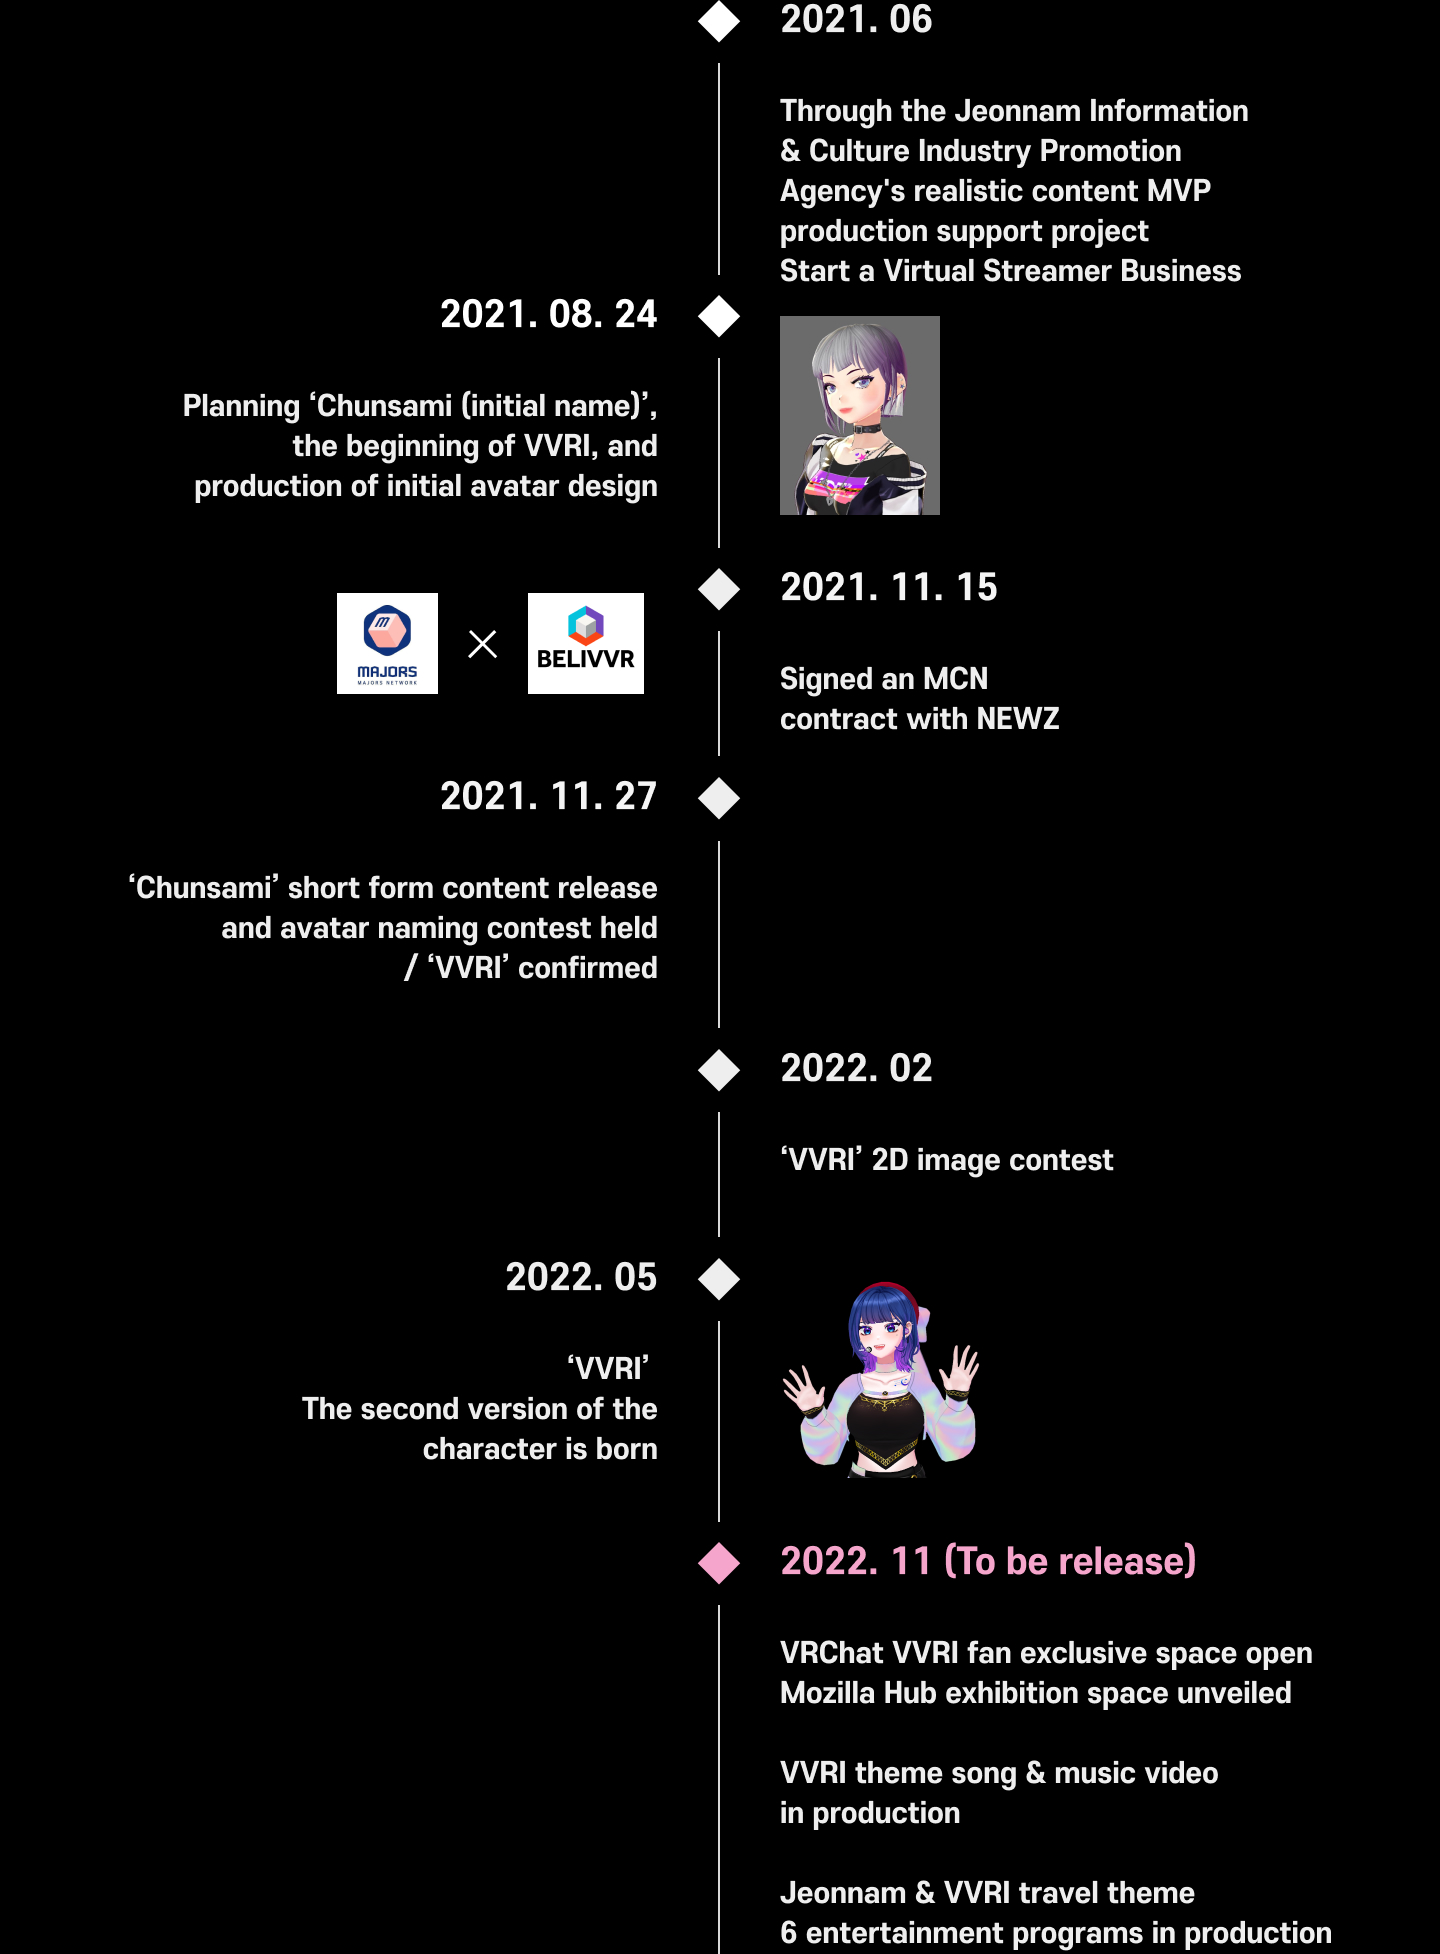 2021. 06
Through the Jeonnam Information
& Culture Industry Promotion
Agency's realistic content MVP
production support project
Start a Virtual Streamer Business
2021. 08. 24
Planning ‘Chunsami (initial name)’,
the beginning of VVRI, and
production of initial avatar design
2021. 11. 15
Signed an MCN
contract with NEWZ
M
MAJORS
MAJORS NETWORK
BELIVVR
2021. 11. 27
‘Chunsami’ short form content release
and avatar naming contest held
/ ‘VVRI’ confirmed
2022. 02
‘VVRI’ 2D image contest
2022. 05
‘VVRI’
The second version of the
character is born
2022. 11 (To be release)
VRChat VVRI fan exclusive space open
Mozilla Hub exhibition space unveiled
VVRI theme song & music video
in production
Jeonnam & VVRI travel theme
6 entertainment programs in production